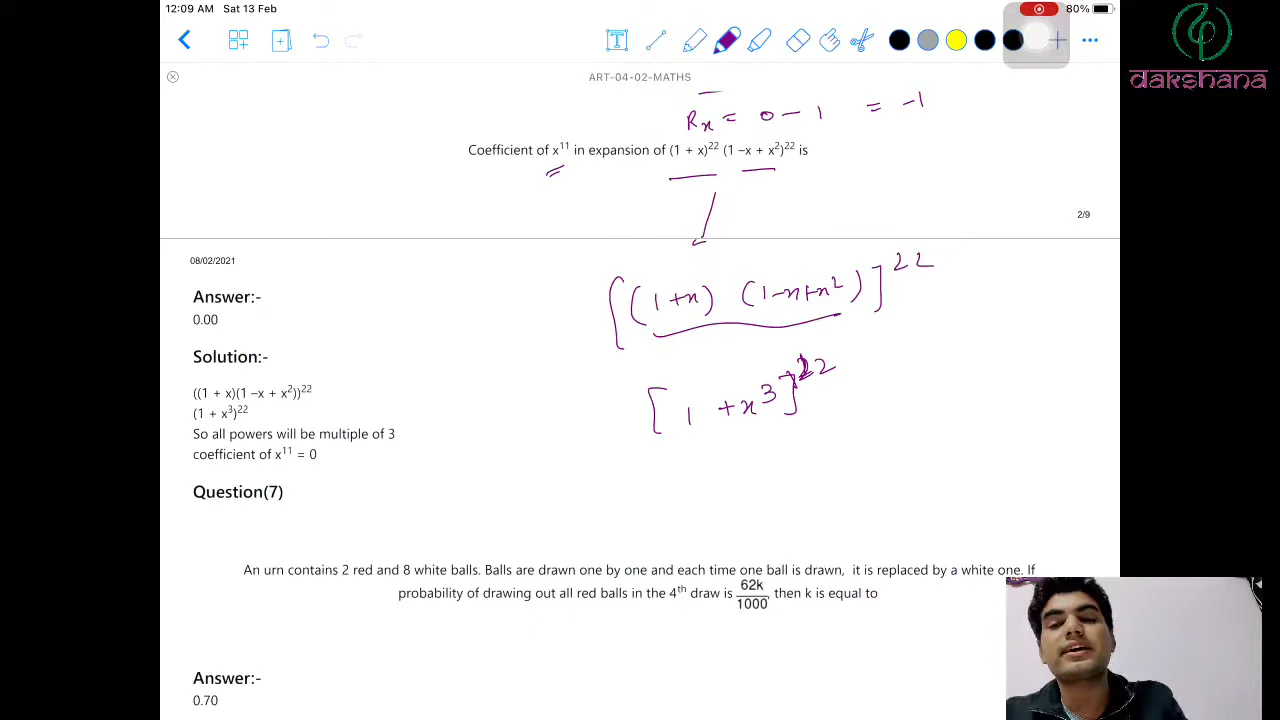 12:09 AM Sat 13 Feb
80%
dakshana
ART-04-02-MATHS
Rx = 0 - 1 = -1
Coefficient of x¹¹ in expansion of (1 + x)²² (1 –x + x²)²² is
2/9
08/02/2021
[(1+x) (1-x+x²)]²²
Answer:-
0.00
Solution:-
((1 + x)(1 –x + x²))²²
[1 + x³]²²
(1 + x³)²²
So all powers will be multiple of 3
coefficient of x¹¹ = 0
Question(7)
An urn contains 2 red and 8 white balls. Balls are drawn one by one and each time one ball is drawn, it is replaced by a white one. If
probability of drawing out all red balls in the 4th draw is 62k/1000, then k is equal to
Answer:-
0.70